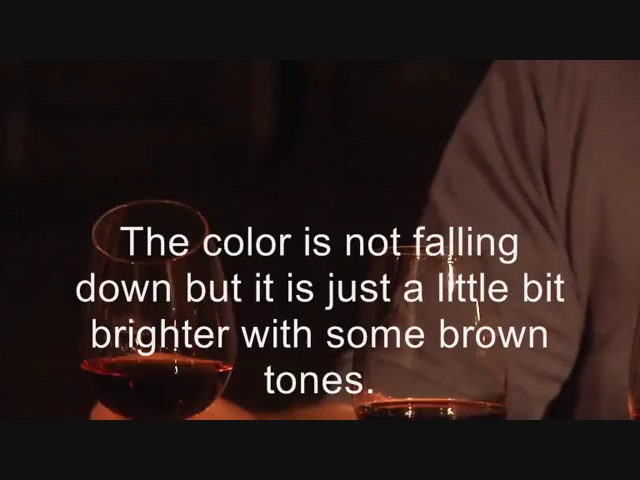 The color is not falling
down but it is just a little bit
brighter with some brown
tones.